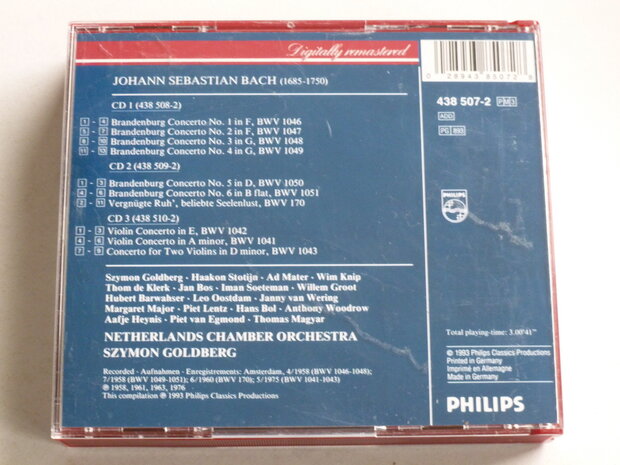 Digitally remastered
JOHANN SEBASTIAN BACH (1685-1750)
CD 1 (438 508-2)
1 - 4 Brandenburg Concerto No. 1 in F, BWV 1046
5 - 7 Brandenburg Concerto No. 2 in F, BWV 1047
8 - 10 Brandenburg Concerto No. 3 in G, BWV 1048
11 - 13 Brandenburg Concerto No. 4 in G, BWV 1049
CD 2 (438 509-2)
1 - 3 Brandenburg Concerto No. 5 in D, BWV 1050
4 - 6 Brandenburg Concerto No. 6 in B flat, BWV 1051
- 11 Vergnügte Ruh', beliebte Seelenlust, BWV 170
CD 3 (438 510-2)
1 - 3 Violin Concerto in E, BWV 1042
4 - 6 Violin Concerto in A minor, BWV 1041
7 - 9 Concerto for Two Violins in D minor, BWV 1043
Szymon Goldberg · Haakon Stotijn · Ad Mater · Wim Knip
Thom de Klerk · Jan Bos · Iman Soeteman · Willem Groot
Hubert Barwahser · Leo Oostdam · Janny van Wering
Margaret Major · Piet Lentz · Hans Bol · Anthony Woodrow
Aafje Heynis · Piet van Egmond · Thomas Magyar
NETHERLANDS CHAMBER ORCHESTRA
SZYMON GOLDBERG
Recorded · Aufnahmen · Enregistrements: Amsterdam, 4/1958 (BWV 1046-1048);
7/1958 (BWV 1049-1051); 6/1960 (BWV 170); 5/1975 (BWV 1041-1043)
℗ 1958, 1961, 1963, 1976
This compilation ℗ 1993 Philips Classics Productions
0 28943 85072 8
438 507-2 PM3
ADD
PG 893
PHILIPS
Total playing-time: 3.00'41"
© 1993 Philips Classics Productions
Printed in Germany
Imprimé en Allemagne
Made in Germany
PHILIPS